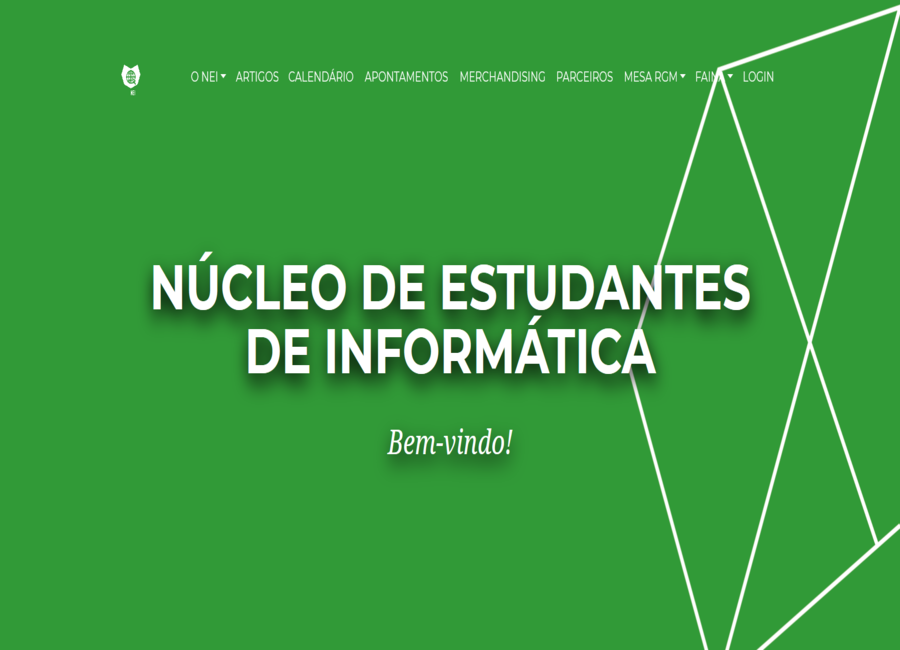 O NEI ARTIGOS CALENDÁRIO APONTAMENTOS MERCHANDISING PARCEIROS MESA RGM FAINA LOGIN
NEI
NÚCLEO DE ESTUDANTES
DE INFORMÁTICA
Bem-vindo!